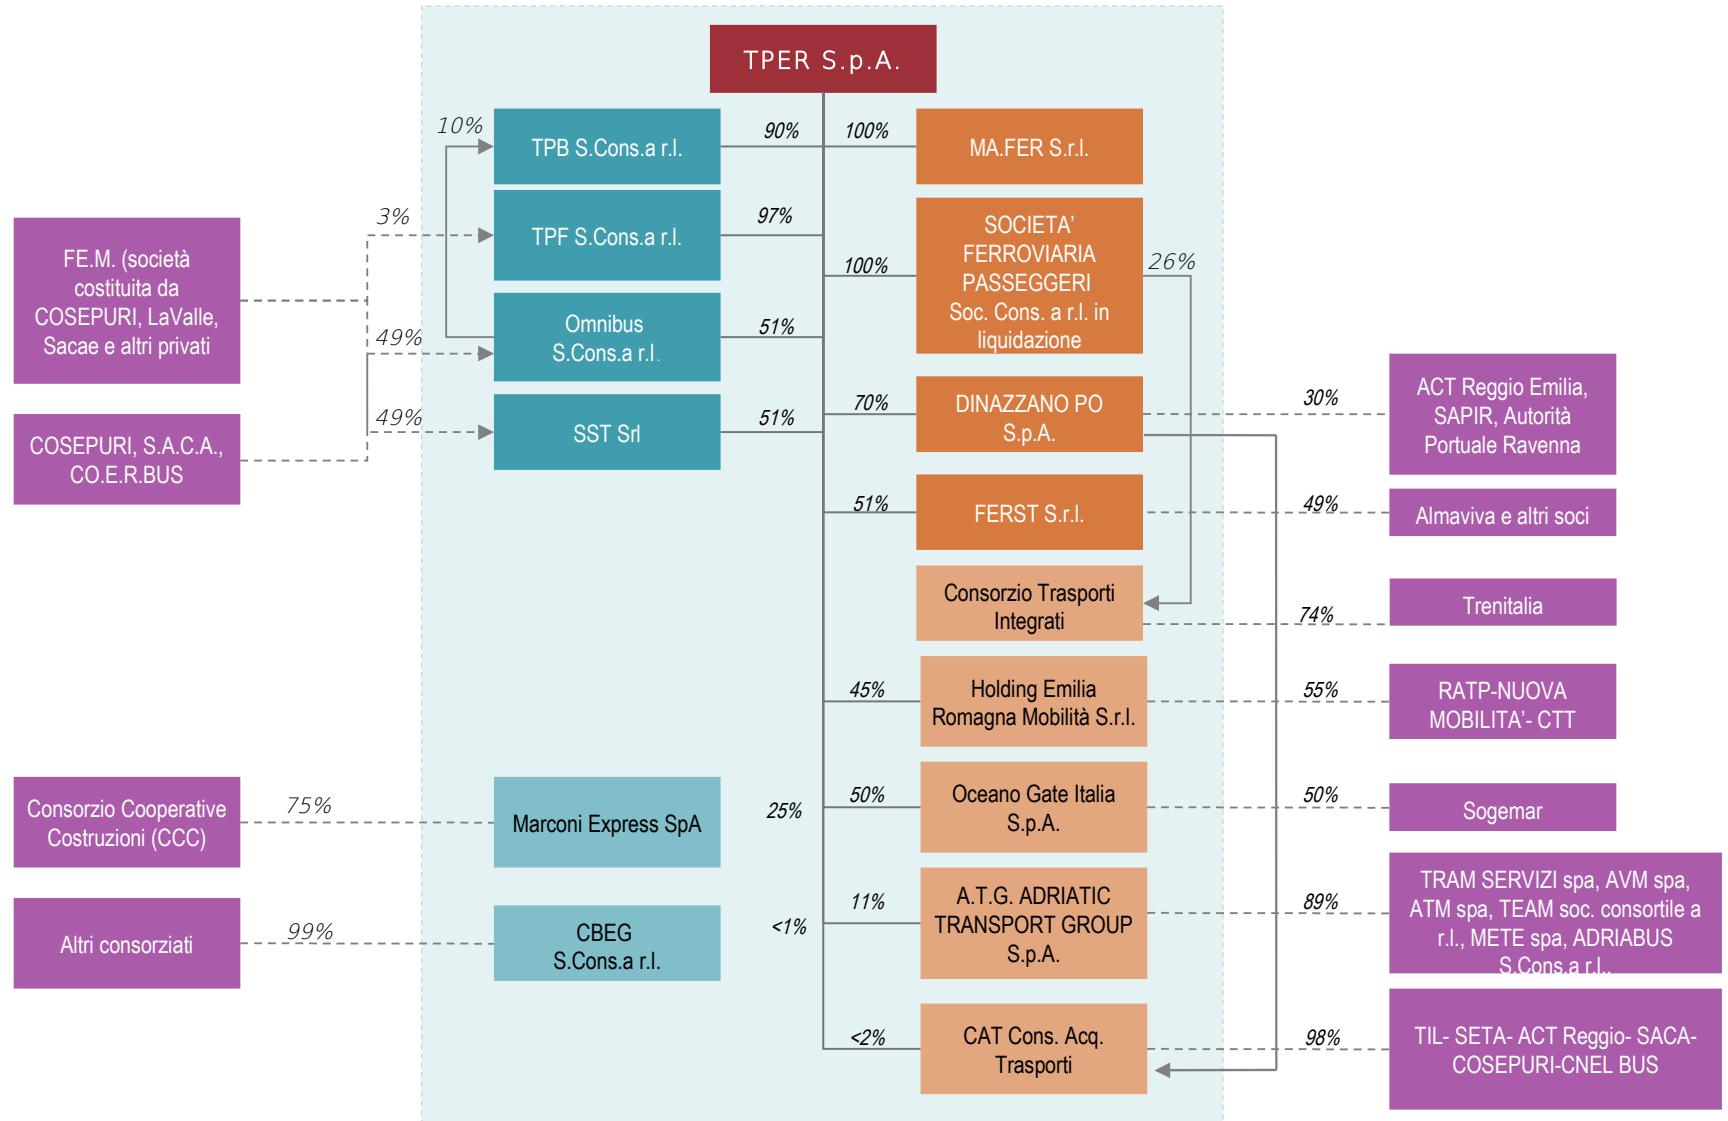 TPER S.p.A.
10%
TPB S.Cons.a r.l.
90%
100%
MA.FER S.r.l.
3%
TPF S.Cons.a r.l.
97%
FE.M. (società
costituita da
COSEPURI, LaValle,
Sacae e altri privati
SOCIETA’
FERROVIARIA
PASSEGGERI
Soc. Cons. a r.l. in
liquidazione
100%
26%
49%
Omnibus
S.Cons.a r.l.
51%
COSEPURI, S.A.C.A.,
CO.E.R.BUS
49%
SST Srl
51%
70%
DINAZZANO PO
S.p.A.
30%
ACT Reggio Emilia,
SAPIR, Autorità
Portuale Ravenna
51%
FERST S.r.l.
49%
Almaviva e altri soci
Consorzio Trasporti
Integrati
74%
Trenitalia
45%
Holding Emilia
Romagna Mobilità S.r.l.
55%
RATP-NUOVA
MOBILITA’- CTT
Consorzio Cooperative
Costruzioni (CCC)
75%
Marconi Express SpA
25%
50%
Oceano Gate Italia
S.p.A.
50%
Sogemar
Altri consorziati
99%
CBEG
S.Cons.a r.l.
<1%
11%
A.T.G. ADRIATIC
TRANSPORT GROUP
S.p.A.
89%
TRAM SERVIZI spa, AVM spa,
ATM spa, TEAM soc. consortile a
r.l., METE spa, ADRIABUS
S.Cons.a r.l..
<2%
CAT Cons. Acq.
Trasporti
98%
TIL- SETA- ACT Reggio- SACA-
COSEPURI-CNEL BUS